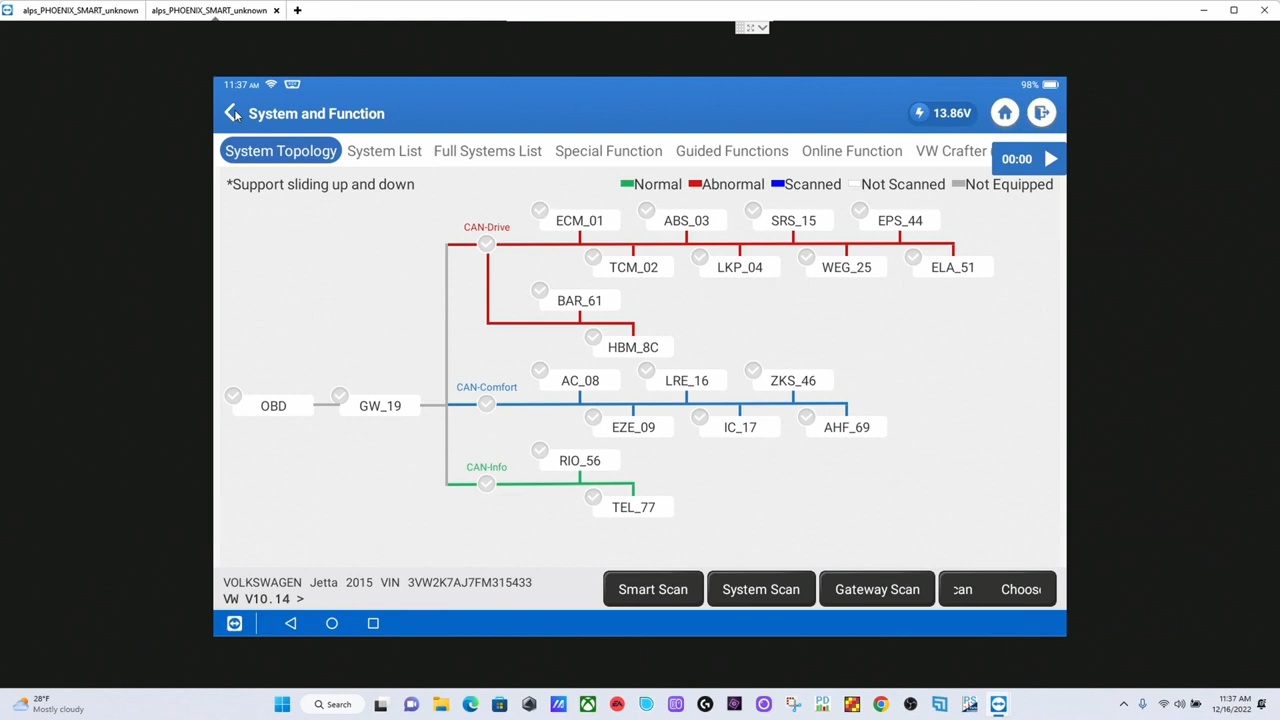 alps_PHOENIX_SMART_unknown alps_PHOENIX_SMART_unknown
11:37 AM 98%
System and Function 13.86V
System Topology System List Full Systems List Special Function Guided Functions Online Function VW Crafter
00:00
*Support sliding up and down Normal Abnormal Scanned Not Scanned Not Equipped
ECM_01 ABS_03 SRS_15 EPS_44
CAN-Drive
TCM_02 LKP_04 WEG_25 ELA_51
BAR_61
HBM_8C
AC_08 LRE_16 ZKS_46
CAN-Comfort
OBD GW_19
EZE_09 IC_17 AHF_69
RIO_56
CAN-Info
TEL_77
VOLKSWAGEN Jetta 2015 VIN 3VW2K7AJ7FM315433
VW V10.14 >
Smart Scan System Scan Gateway Scan can Choose
28°F
Mostly cloudy
Search
11:37 AM
12/16/2022